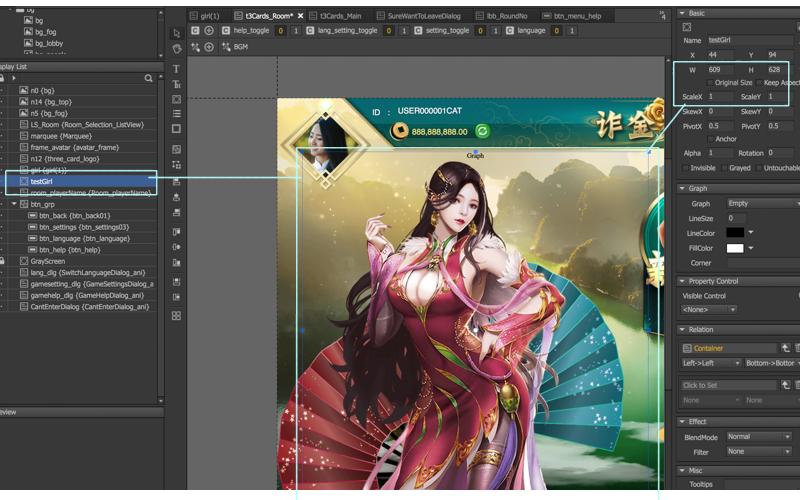 bg
bg
bg_fog
bg_lobby
splay List
n0 {bg}
n14 {bg_top}
n5 {bg_fog}
LS_Room {Room_Selection_ListView}
marquee {Marquee}
frame_avatar {avatar_frame}
n12 {three_card_logo}
girl {girl(1)}
testGirl
room_playerName {Room_playerName}
btn_grp
btn_back {btn_back01}
btn_settings {btn_settings03}
btn_language {btn_language}
btn_help {btn_help}
GrayScreen
lang_dlg {SwitchLanguageDialog_ani}
gamesetting_dlg {GameSettingsDialog_a
gamehelp_dlg {GameHelpDialog_ani}
CantEnterDialog {CantEnterDialog_ani}
eview
girl(1)
t3Cards_Room*
t3Cards_Main
SureWantToLeaveDialog
lbb_RoundNo
btn_menu_help
4
C help_toggle 0 1
C lang_setting_toggle 0 1
C setting_toggle 0 1
C language 0 1
BGM
ID : USER000001CAT
888,888,888.00
诈金
Graph
Basic
Name testGirl
X 44 Y 94
W 609 H 628
Original Size Keep Aspect
ScaleX 1 ScaleY 1
SkewX 0 SkewY 0
PivotX 0.5 PivotY 0.5
Anchor
Alpha 1 Rotation 0
Invisible Grayed Untouchable
Graph
Graph Empty
LineSize 0
LineColor
FillColor
Corner
Property Control
Visible Control
<None>
Relation
Container
Left->Left Bottom->Bottor
Click to Set
None None
Effect
BlendMode Normal
Filter None
Misc
Tooltips